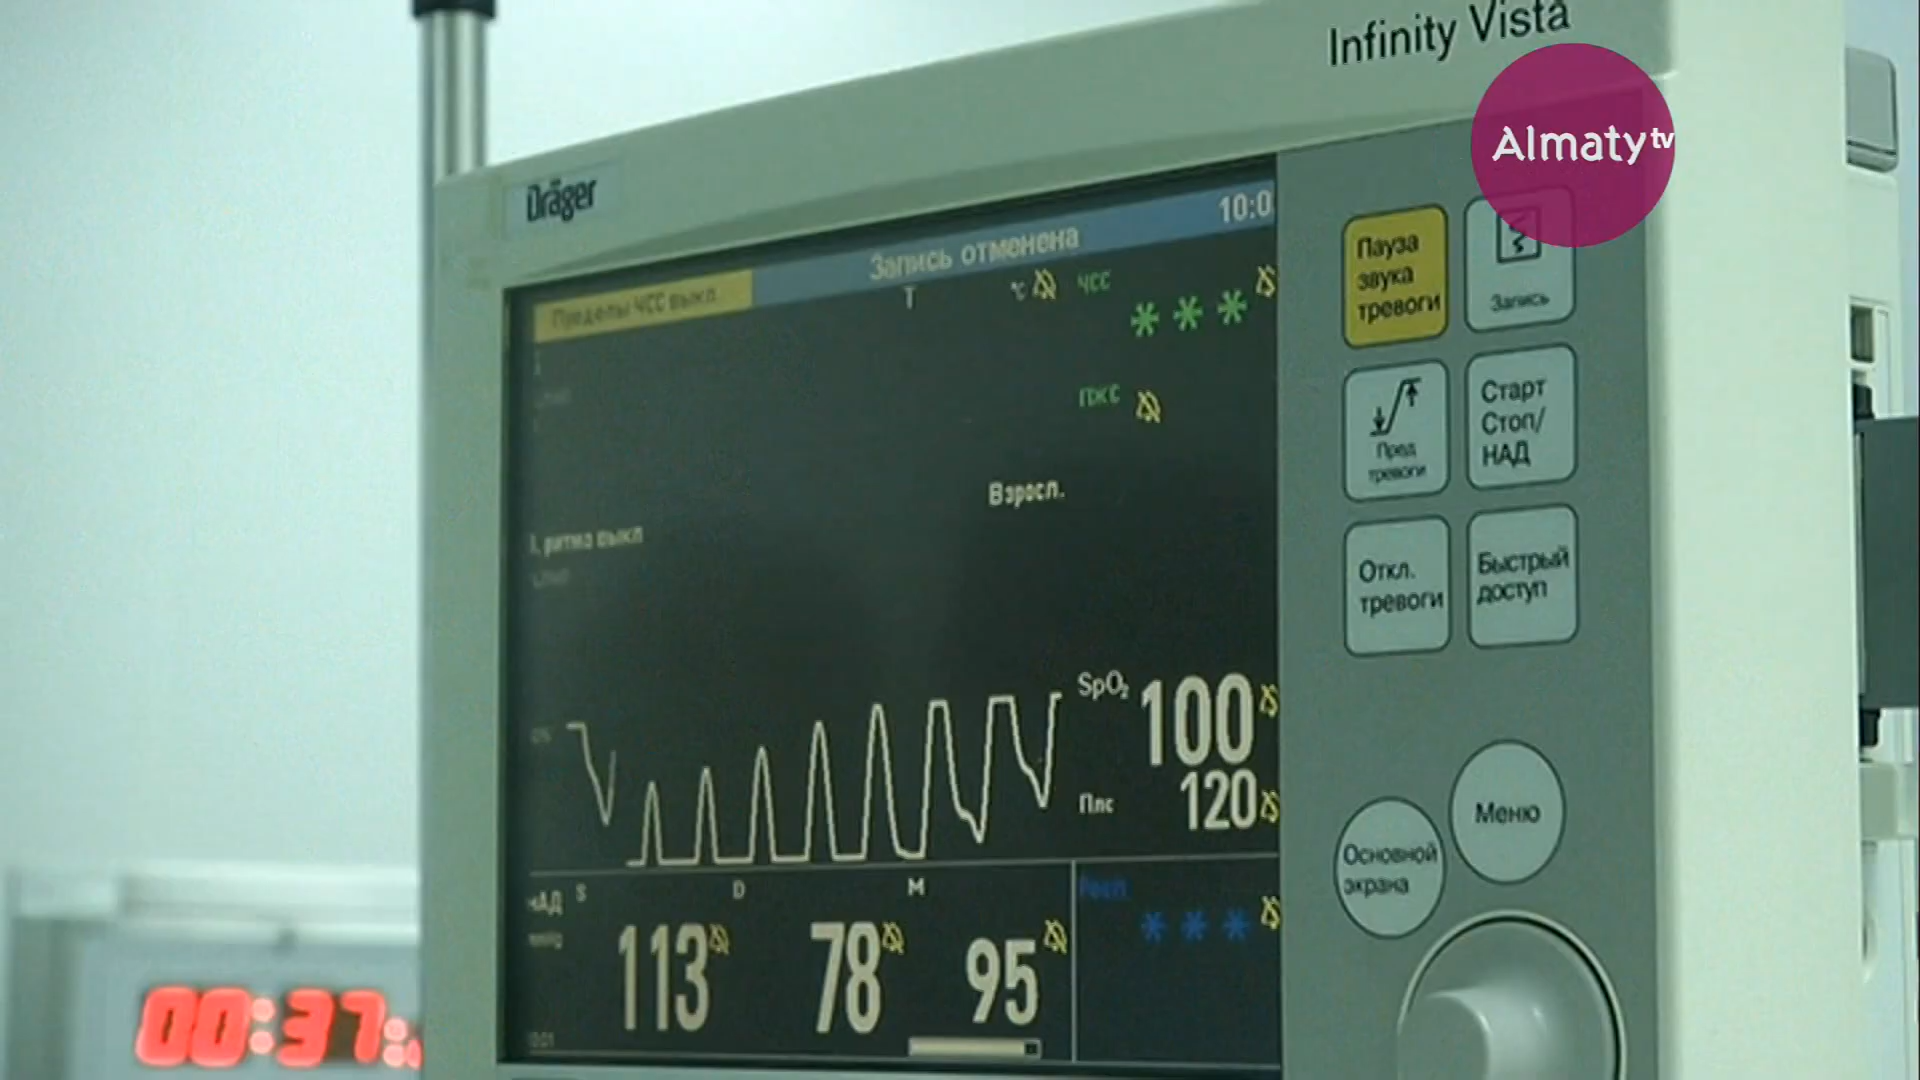 Infinity Vista
Almaty tv
Dräger
10:0
Запись отменена
Пределы ЧСС выкл
T °C ЧСС
* * *
ПЖС
Взросл.
ритма выкл
SpO₂ 100
Плс 120
S D M
нАД
113 78 95
* * *
Пауза
звука
тревоги
Запись
Пред
тревоги
Старт
Стоп/
НАД
Откл.
тревоги
Быстрый
доступ
Меню
Основной
экрана
00:37: